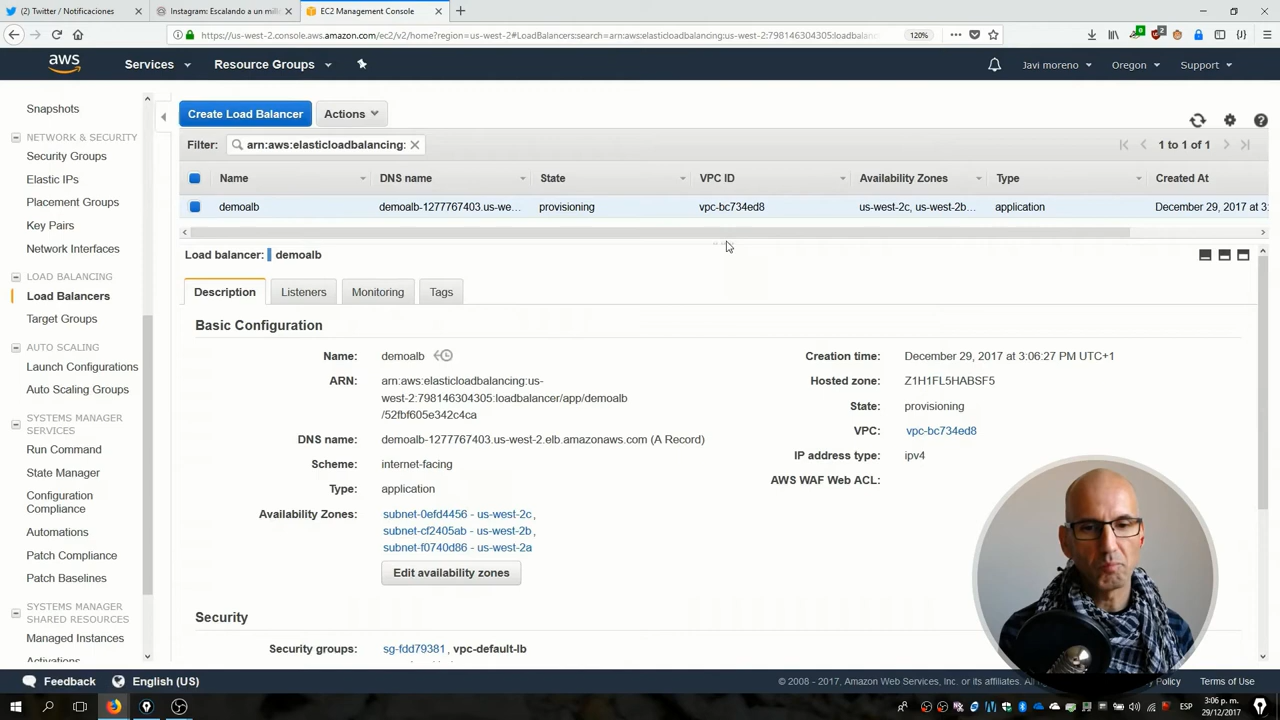 (2) Twitter / Notificaciones
Instagram: Escalando a un mill
EC2 Management Console
https://us-west-2.console.aws.amazon.com/ec2/v2/home?region=us-west-2#LoadBalancers:search=arn:aws:elasticloadbalancing:us-west-2:798146304305:loadbalanc
120%
aws
Services
Resource Groups
Javi moreno
Oregon
Support
Snapshots
NETWORK & SECURITY
Security Groups
Elastic IPs
Placement Groups
Key Pairs
Network Interfaces
LOAD BALANCING
Load Balancers
Target Groups
AUTO SCALING
Launch Configurations
Auto Scaling Groups
SYSTEMS MANAGER
SERVICES
Run Command
State Manager
Configuration
Compliance
Automations
Patch Compliance
Patch Baselines
SYSTEMS MANAGER
SHARED RESOURCES
Managed Instances
Activations
Create Load Balancer
Actions
Filter:
arn:aws:elasticloadbalancing:
1 to 1 of 1
Name
DNS name
State
VPC ID
Availability Zones
Type
Created At
demoalb
demoalb-1277767403.us-we...
provisioning
vpc-bc734ed8
us-west-2c, us-west-2b...
application
December 29, 2017 at 3:
Load balancer:
demoalb
Description
Listeners
Monitoring
Tags
Basic Configuration
Name:
demoalb
ARN:
arn:aws:elasticloadbalancing:us-
west-2:798146304305:loadbalancer/app/demoalb
/52fbf605e342c4ca
DNS name:
demoalb-1277767403.us-west-2.elb.amazonaws.com (A Record)
Scheme:
internet-facing
Type:
application
Availability Zones:
subnet-0efd4456 - us-west-2c,
subnet-cf2405ab - us-west-2b,
subnet-f0740d86 - us-west-2a
Edit availability zones
Creation time:
December 29, 2017 at 3:06:27 PM UTC+1
Hosted zone:
Z1H1FL5HABSF5
State:
provisioning
VPC:
vpc-bc734ed8
IP address type:
ipv4
AWS WAF Web ACL:
Security
Security groups:
sg-fdd79381, vpc-default-lb
Feedback
English (US)
© 2008 - 2017, Amazon Web Services, Inc. or its affiliates. All rights
Policy
Terms of Use
ESP
3:06 p. m.
29/12/2017